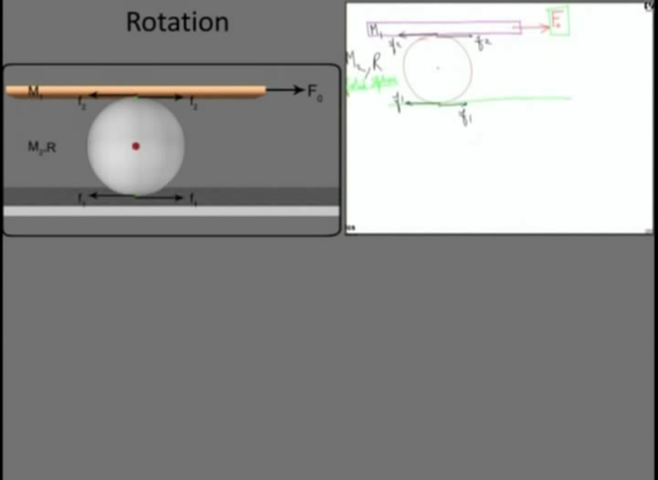 Rotation
M₁
f₂ f₂
F₀
M₂,R
f₁ f₁
M₁
F₀
f₂ f₂
M₂, R
f₁
f₁